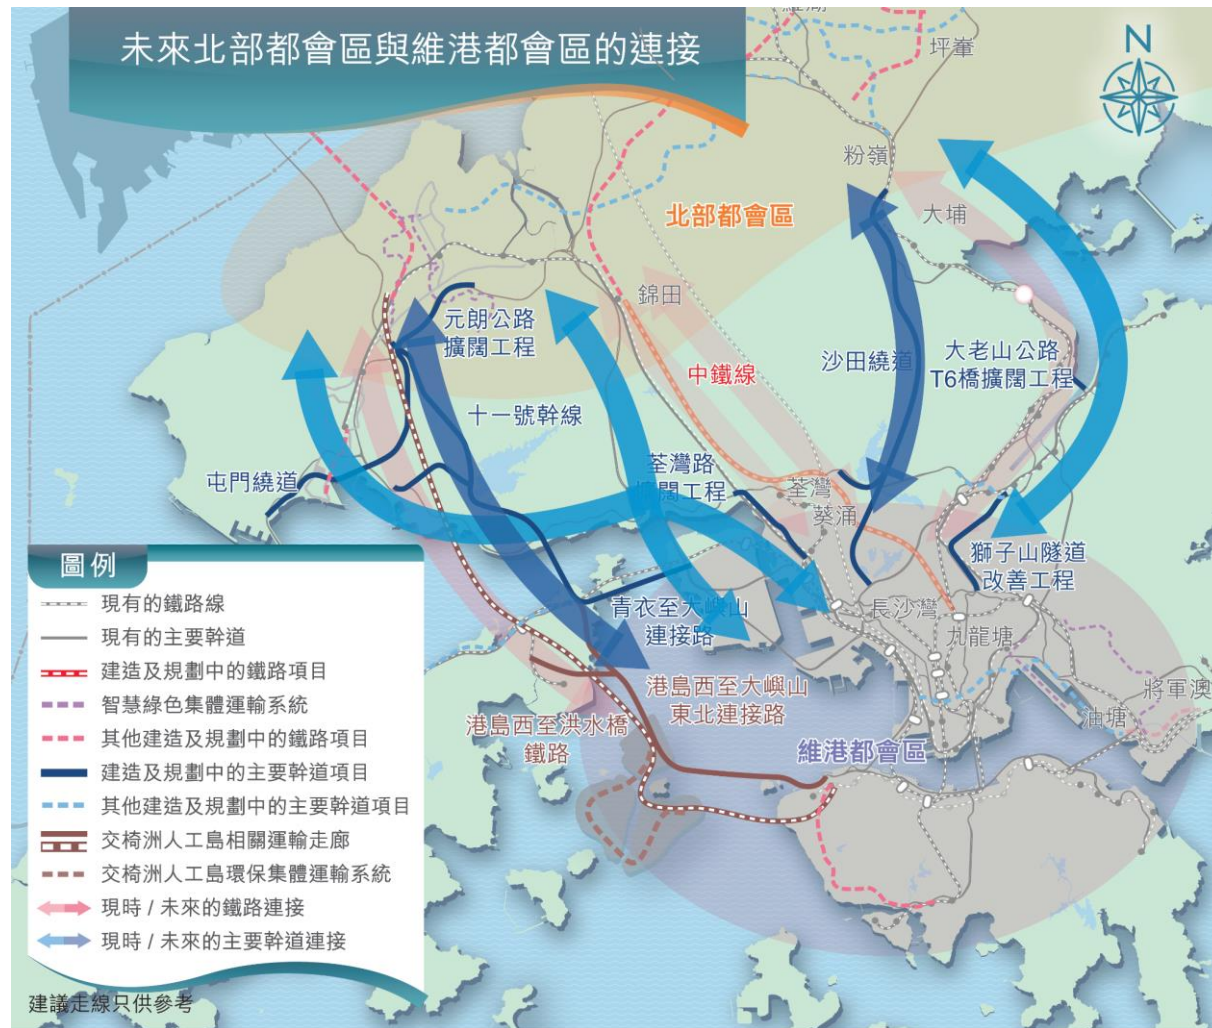 未來北部都會區與維港都會區的連接
坪輋
N
粉嶺
大埔
北部都會區
錦田
元朗公路
擴闊工程
中鐵線
沙田繞道
大老山公路
T6橋擴闊工程
十一號幹線
屯門繞道
荃灣路
擴闊工程
荃灣
葵涌
獅子山隧道
改善工程
青衣至大嶼山
連接路
長沙灣
九龍塘
港島西至大嶼山
東北連接路
港島西至洪水橋
鐵路
將軍澳
油塘
維港都會區
圖例
現有的鐵路線
現有的主要幹道
建造及規劃中的鐵路項目
智慧綠色集體運輸系統
其他建造及規劃中的鐵路項目
建造及規劃中的主要幹道項目
其他建造及規劃中的主要幹道項目
交椅洲人工島相關運輸走廊
交椅洲人工島環保集體運輸系統
現時 / 未來的鐵路連接
現時 / 未來的主要幹道連接
建議走線只供參考